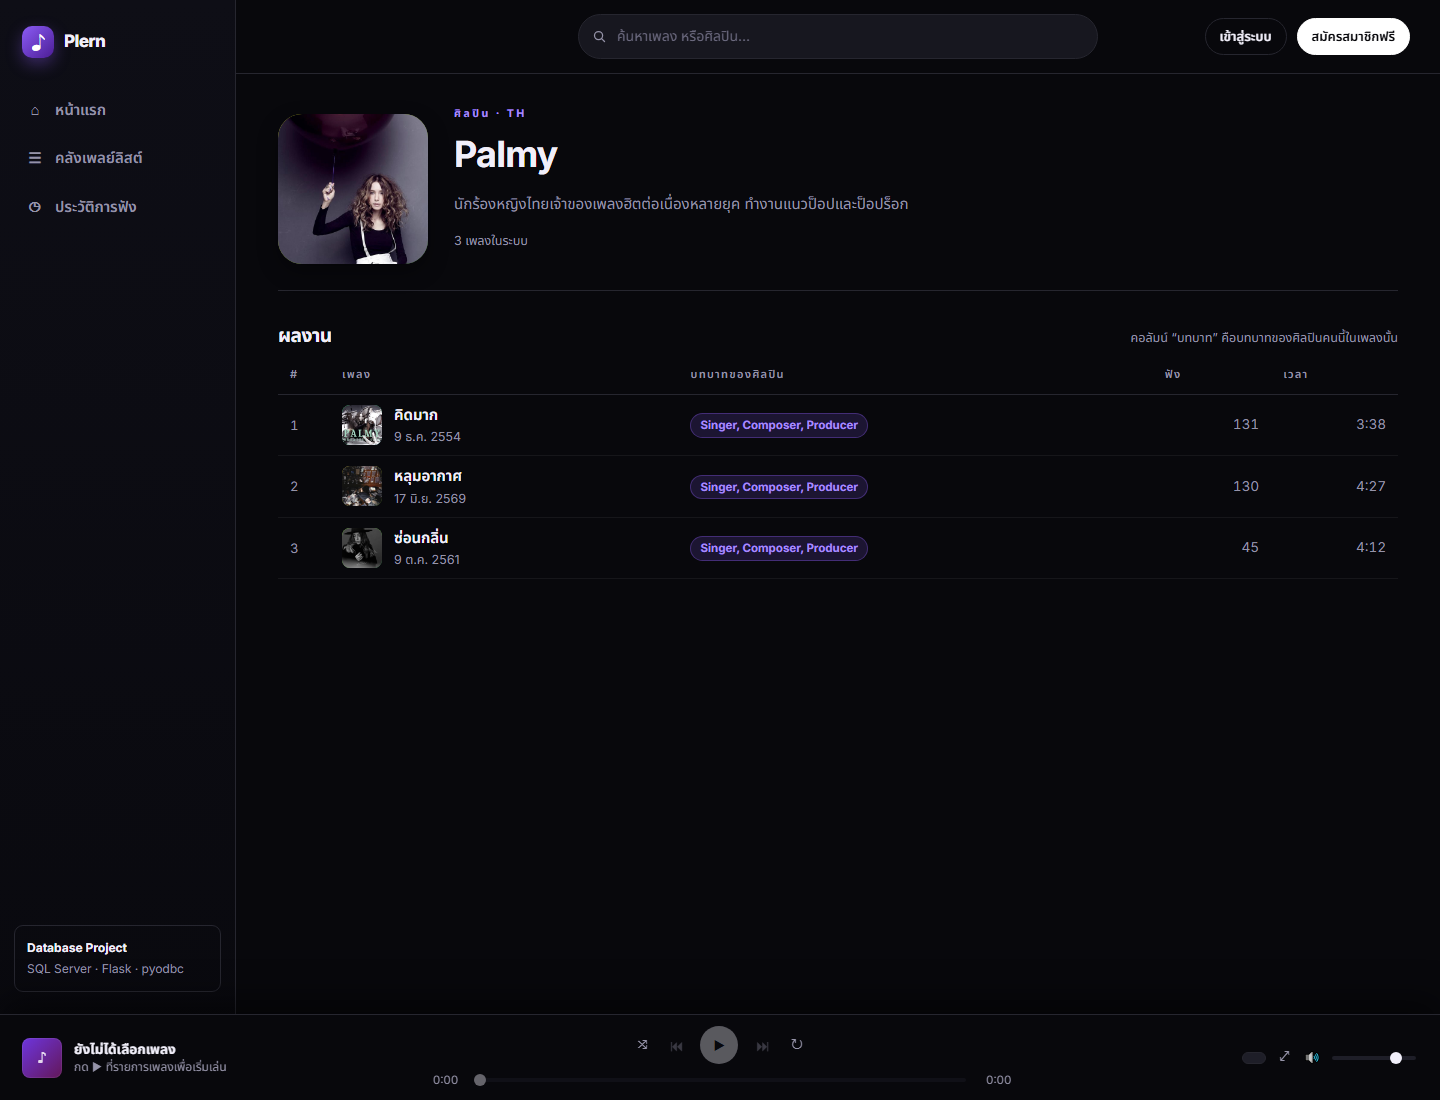 Plern
ค้นหาเพลง หรือศิลปิน...
เข้าสู่ระบบ
สมัครสมาชิกฟรี
หน้าแรก
คลังเพลย์ลิสต์
ประวัติการฟัง
ศิลปิน · TH
Palmy
นักร้องหญิงไทยเจ้าของเพลงฮิตต่อเนื่องหลายยุค ทำงานแนวป็อปและป็อปร็อก
3 เพลงในระบบ
ผลงาน
คอลัมน์ “บทบาท” คือบทบาทของศิลปินคนนี้ในเพลงนั้น
# เพลง บทบาทของศิลปิน ฟัง เวลา
1 คิดมาก Singer, Composer, Producer 131 3:38
9 ธ.ค. 2554
2 หลุมอากาศ Singer, Composer, Producer 130 4:27
17 มิ.ย. 2569
3 ซ่อนกลิ่น Singer, Composer, Producer 45 4:12
9 ต.ค. 2561
Database Project
SQL Server · Flask · pyodbc
ยังไม่ได้เลือกเพลง
กด ▶ ที่รายการเพลงเพื่อเริ่มเล่น
0:00
0:00